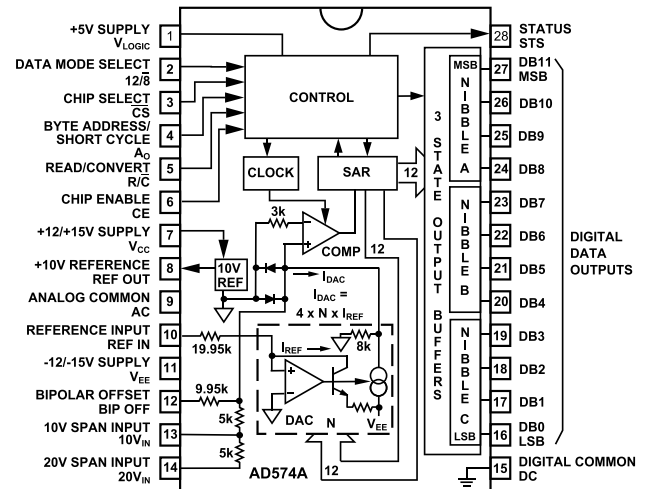 +5V SUPPLY
VLOGIC
1
DATA MODE SELECT
12/8̅
2
CHIP SELECT
C̅S̅
3
BYTE ADDRESS/
SHORT CYCLE
AO
4
READ/CONVERT
R/C̅
5
CHIP ENABLE
CE
6
+12/+15V SUPPLY
VCC
7
+10V REFERENCE
REF OUT
8
ANALOG COMMON
AC
9
REFERENCE INPUT
REF IN
10
-12/-15V SUPPLY
VEE
11
BIPOLAR OFFSET
BIP OFF
12
10V SPAN INPUT
10VIN
13
20V SPAN INPUT
20VIN
14
CONTROL
CLOCK
SAR
12
3k
COMP
12
10V
REF
IDAC
IDAC =
4 x N x IREF
19.95k
IREF
8k
9.95k
5k
5k
DAC
N
VEE
12
AD574A
3 STATE OUTPUT BUFFERS
MSB
NIBBLE A
NIBBLE B
NIBBLE C
LSB
28
STATUS
STS
27
DB11
MSB
26
DB10
25
DB9
24
DB8
23
DB7
22
DB6
21
DB5
20
DB4
19
DB3
18
DB2
17
DB1
16
DB0
LSB
15
DIGITAL COMMON
DC
DIGITAL
DATA
OUTPUTS